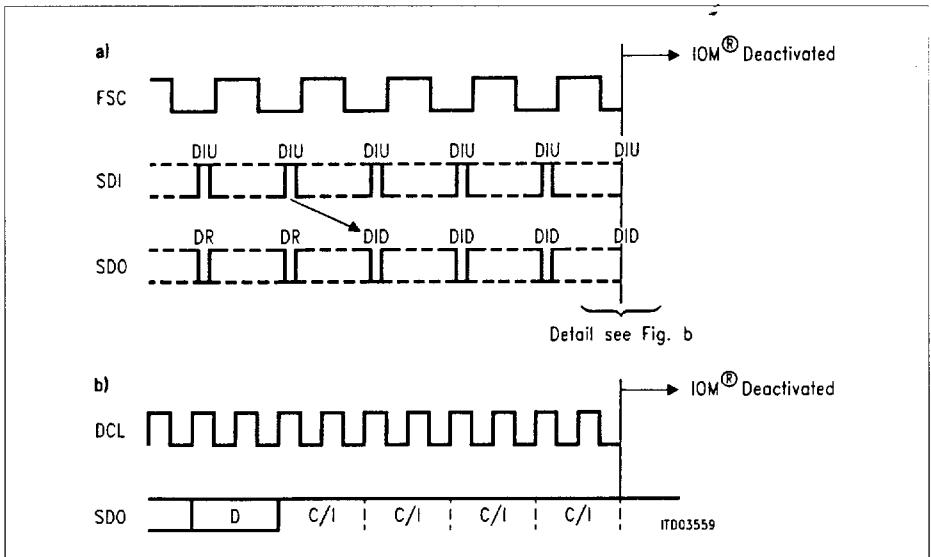 a)
IOM® Deactivated
FSC
DIU DIU DIU DIU DIU DIU
SDI
DR DR DID DID DID DID
SDO
Detail see Fig. b
b)
IOM® Deactivated
DCL
SDO D C/I C/I C/I C/I
ITD03559